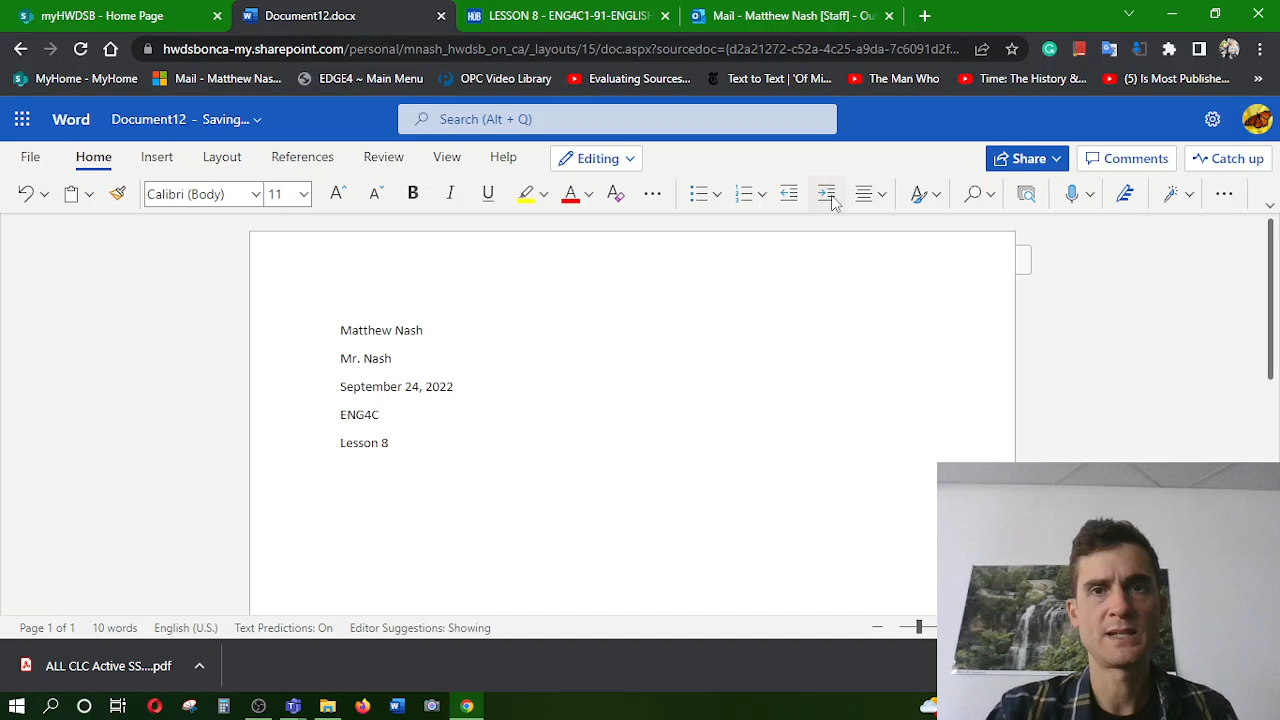 myHWDSB - Home Page
Document12.docx
LESSON 8 - ENG4C1-91-ENGLISH
Mail - Matthew Nash [Staff] - Out
hwdsbonca-my.sharepoint.com/personal/mnash_hwdsb_on_ca/_layouts/15/doc.aspx?sourcedoc={d2a21272-c52a-4c25-a9da-7c6091d2f...
MyHome - MyHome
Mail - Matthew Nas...
EDGE4 ~ Main Menu
OPC Video Library
Evaluating Sources...
Text to Text | 'Of Mi...
The Man Who
Time: The History &...
(5) Is Most Publishe...
Word
Document12 - Saving...
Search (Alt + Q)
File Home Insert Layout References Review View Help Editing Share Comments Catch up
Calibri (Body) 11
Matthew Nash
Mr. Nash
September 24, 2022
ENG4C
Lesson 8
Page 1 of 1 10 words English (U.S.) Text Predictions: On Editor Suggestions: Showing
ALL CLC Active SS....pdf